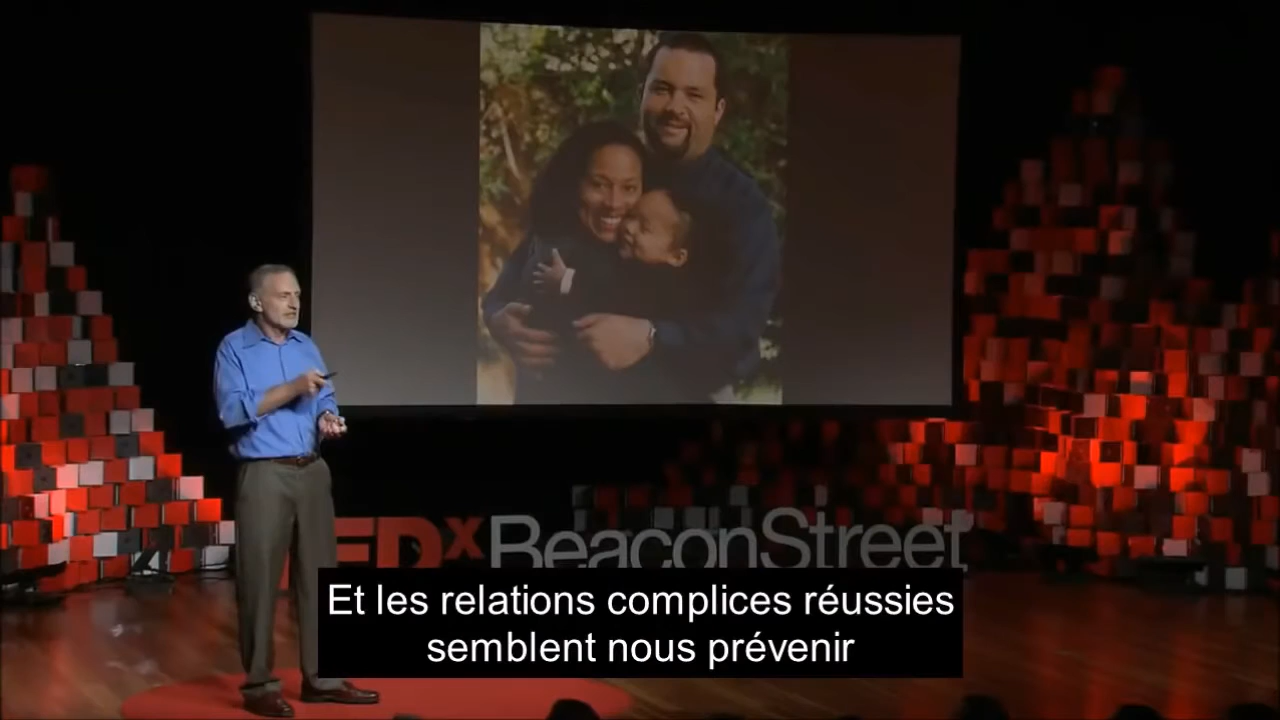 TEDxBeaconStreet
Et les relations complices réussies
semblent nous prévenir